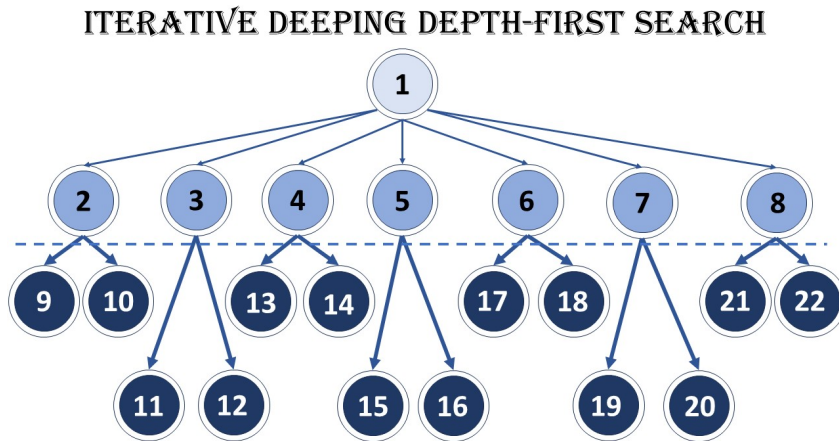 ITERATIVE DEEPING DEPTH-FIRST SEARCH
1
2 3 4 5 6 7 8
9 10 13 14 17 18 21 22
11 12 15 16 19 20